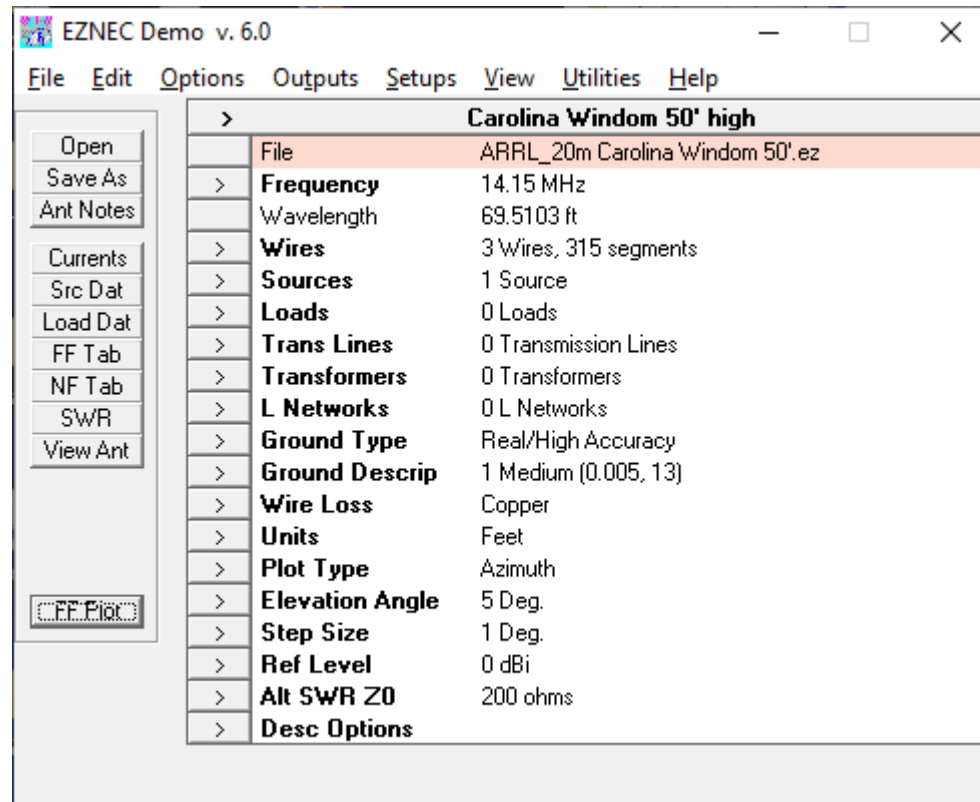 EZNEC Demo v. 6.0
File Edit Options Outputs Setups View Utilities Help
Open
Save As
Ant Notes
Currents
Src Dat
Load Dat
FF Tab
NF Tab
SWR
View Ant
FF Plot
> Carolina Windom 50' high
File ARRL_20m Carolina Windom 50'.ez
> Frequency 14.15 MHz
Wavelength 69.5103 ft
> Wires 3 Wires, 315 segments
> Sources 1 Source
> Loads 0 Loads
> Trans Lines 0 Transmission Lines
> Transformers 0 Transformers
> L Networks 0 L Networks
> Ground Type Real/High Accuracy
> Ground Descrip 1 Medium (0.005, 13)
> Wire Loss Copper
> Units Feet
> Plot Type Azimuth
> Elevation Angle 5 Deg.
> Step Size 1 Deg.
> Ref Level 0 dBi
> Alt SWR Z0 200 ohms
> Desc Options